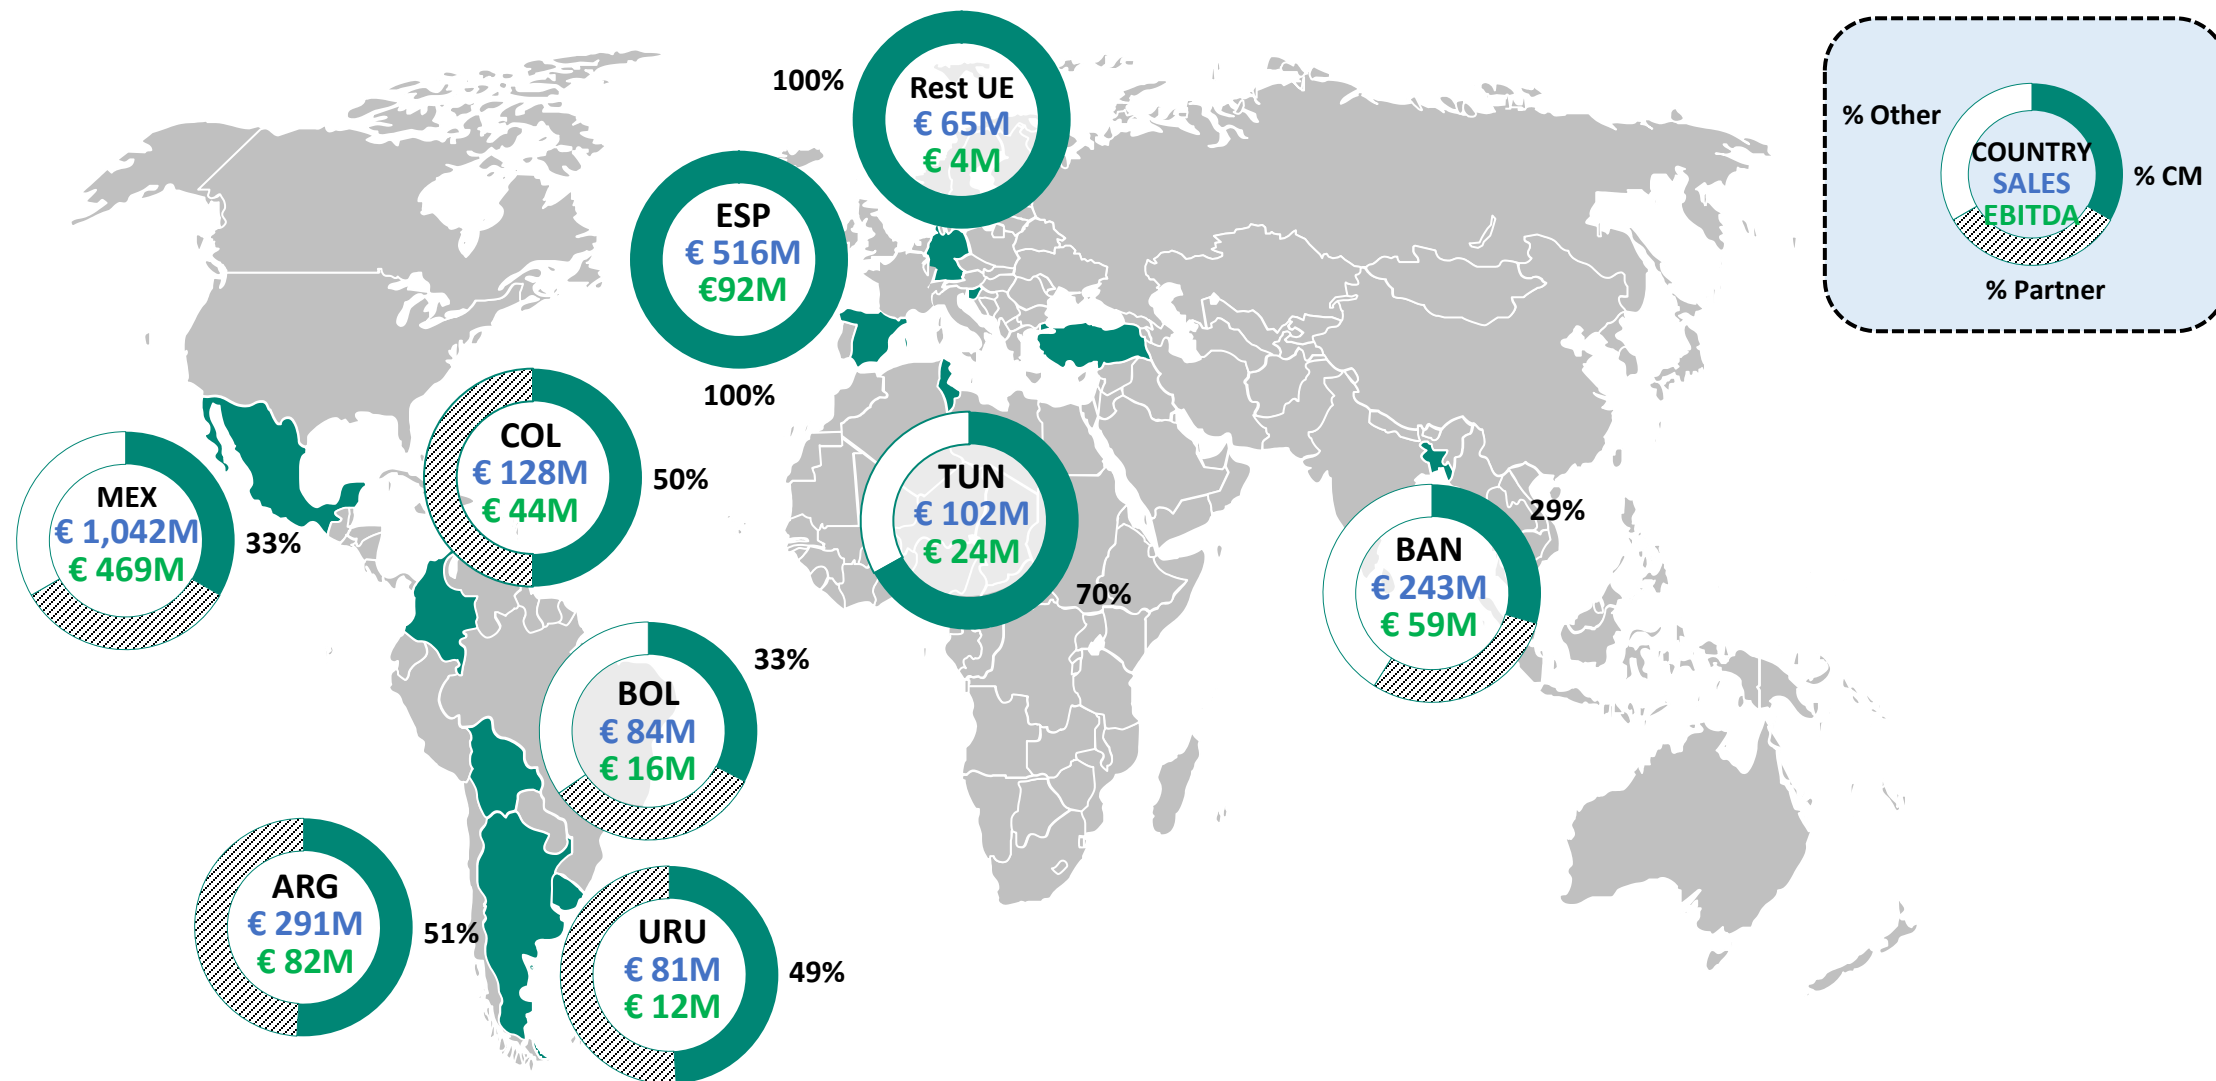 100%
Rest UE
€ 65M
€ 4M
% Other
COUNTRY
SALES
EBITDA
% CM
% Partner
ESP
€ 516M
€92M
100%
COL
€ 128M
€ 44M
50%
MEX
€ 1,042M
€ 469M
33%
TUN
€ 102M
€ 24M
70%
BAN
€ 243M
€ 59M
29%
BOL
€ 84M
€ 16M
33%
ARG
€ 291M
€ 82M
51%
URU
€ 81M
€ 12M
49%